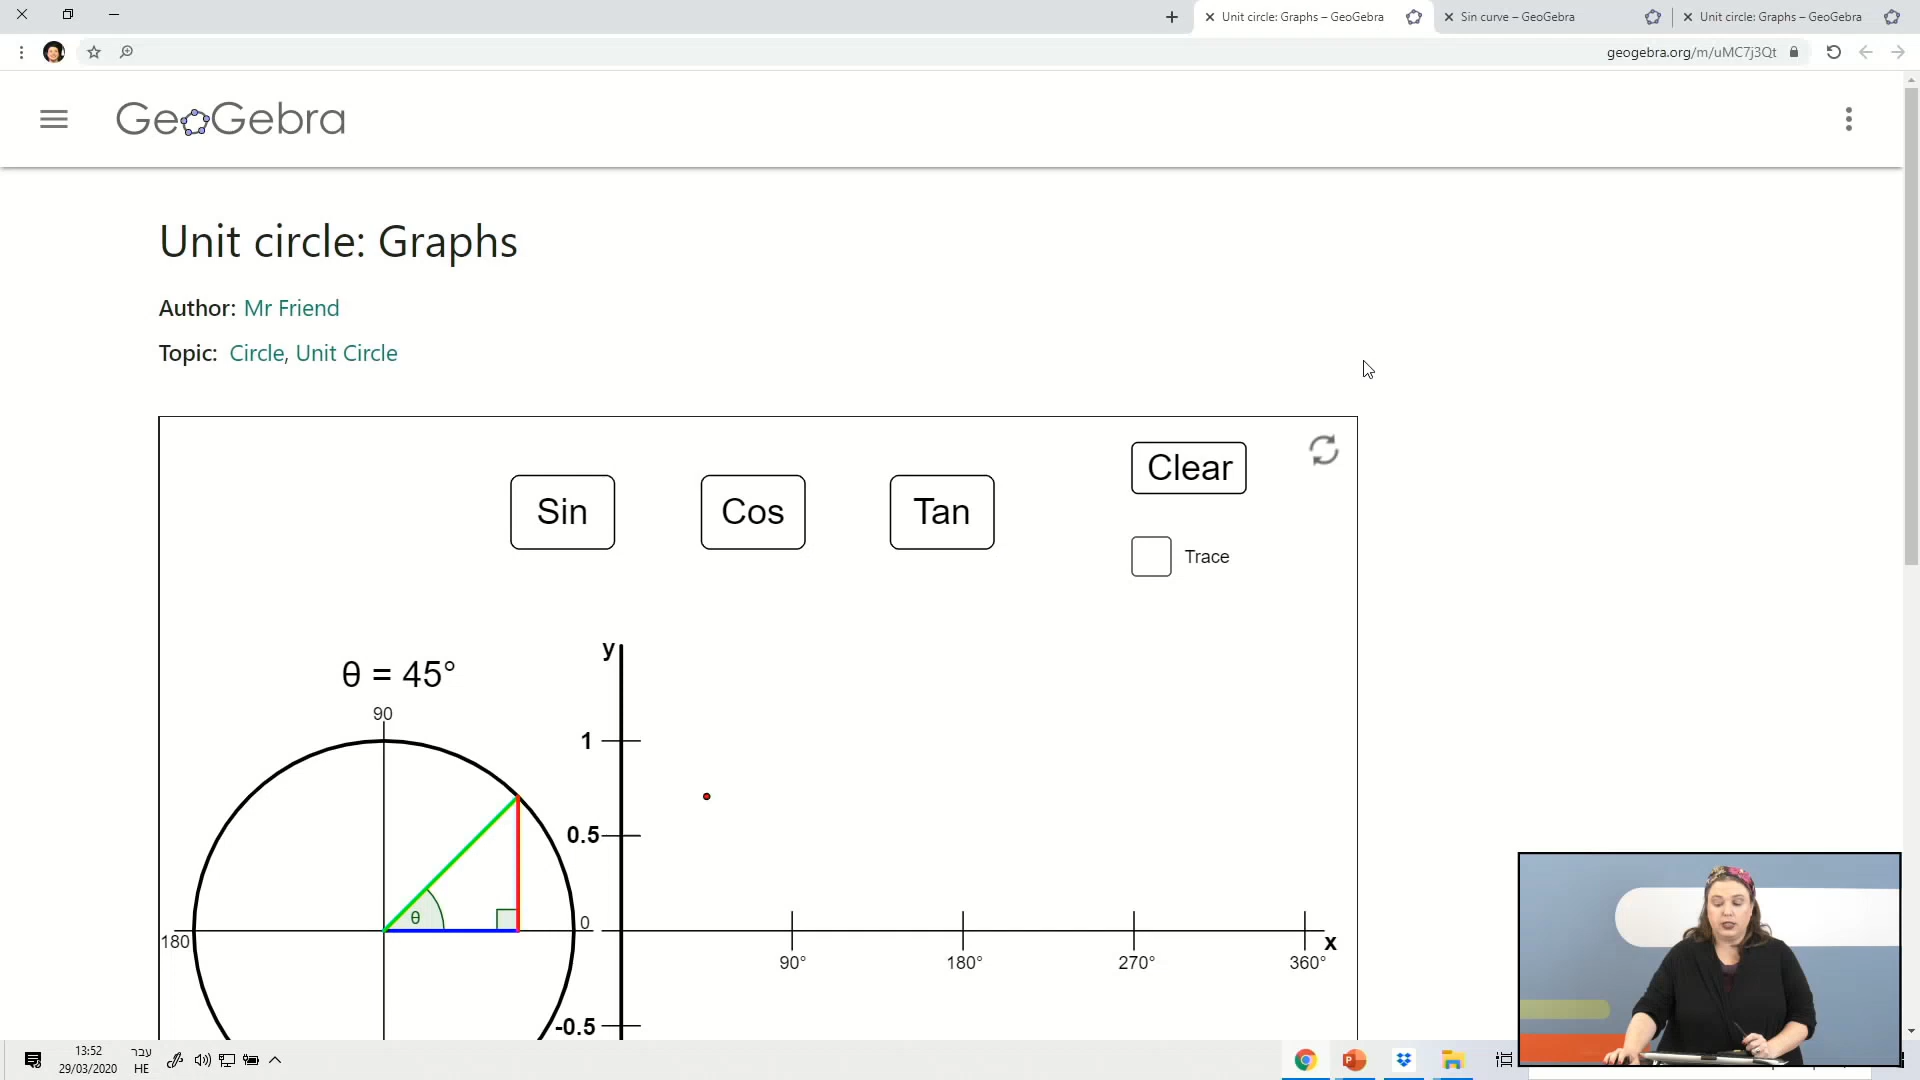 Unit circle: Graphs – GeoGebra
Sin curve – GeoGebra
Unit circle: Graphs – GeoGebra
geogebra.org/m/uMC7j3Qt
GeoGebra
Unit circle: Graphs
Author: Mr Friend
Topic: Circle, Unit Circle
Sin
Cos
Tan
Clear
Trace
θ = 45°
90
180
0
θ
y
1
0.5
-0.5
90°
180°
270°
360°
x
13:52
29/03/2020
עבר
HE